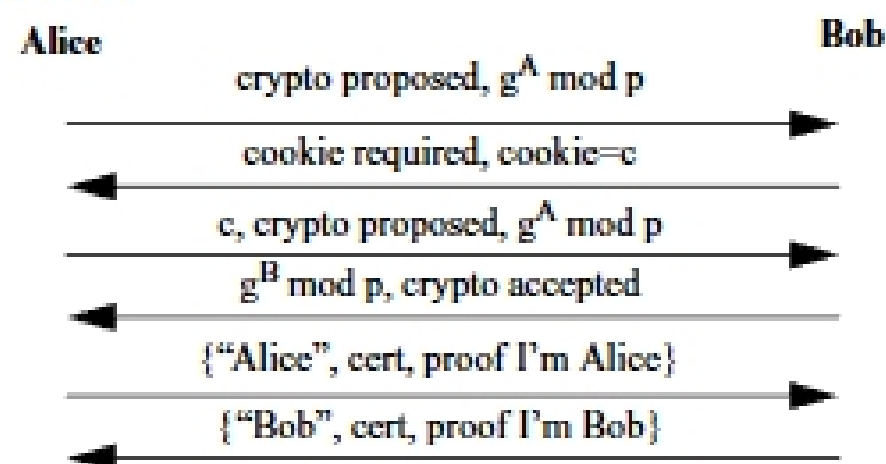 Alice Bob
crypto proposed, g^A mod p
cookie required, cookie=c
c, crypto proposed, g^A mod p
g^B mod p, crypto accepted
{“Alice”, cert, proof I’m Alice}
{“Bob”, cert, proof I’m Bob}